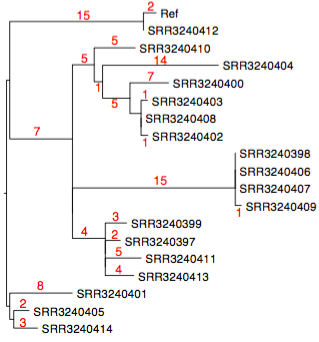 2
15 Ref
SRR3240412
5 SRR3240410
5 14 SRR3240404
1 7 SRR3240400
5 1 SRR3240403
SRR3240408
7 1 SRR3240402
SRR3240398
SRR3240406
15 SRR3240407
1 SRR3240409
3 SRR3240399
4 2 SRR3240397
5 SRR3240411
4 SRR3240413
8 SRR3240401
2 SRR3240405
3 SRR3240414